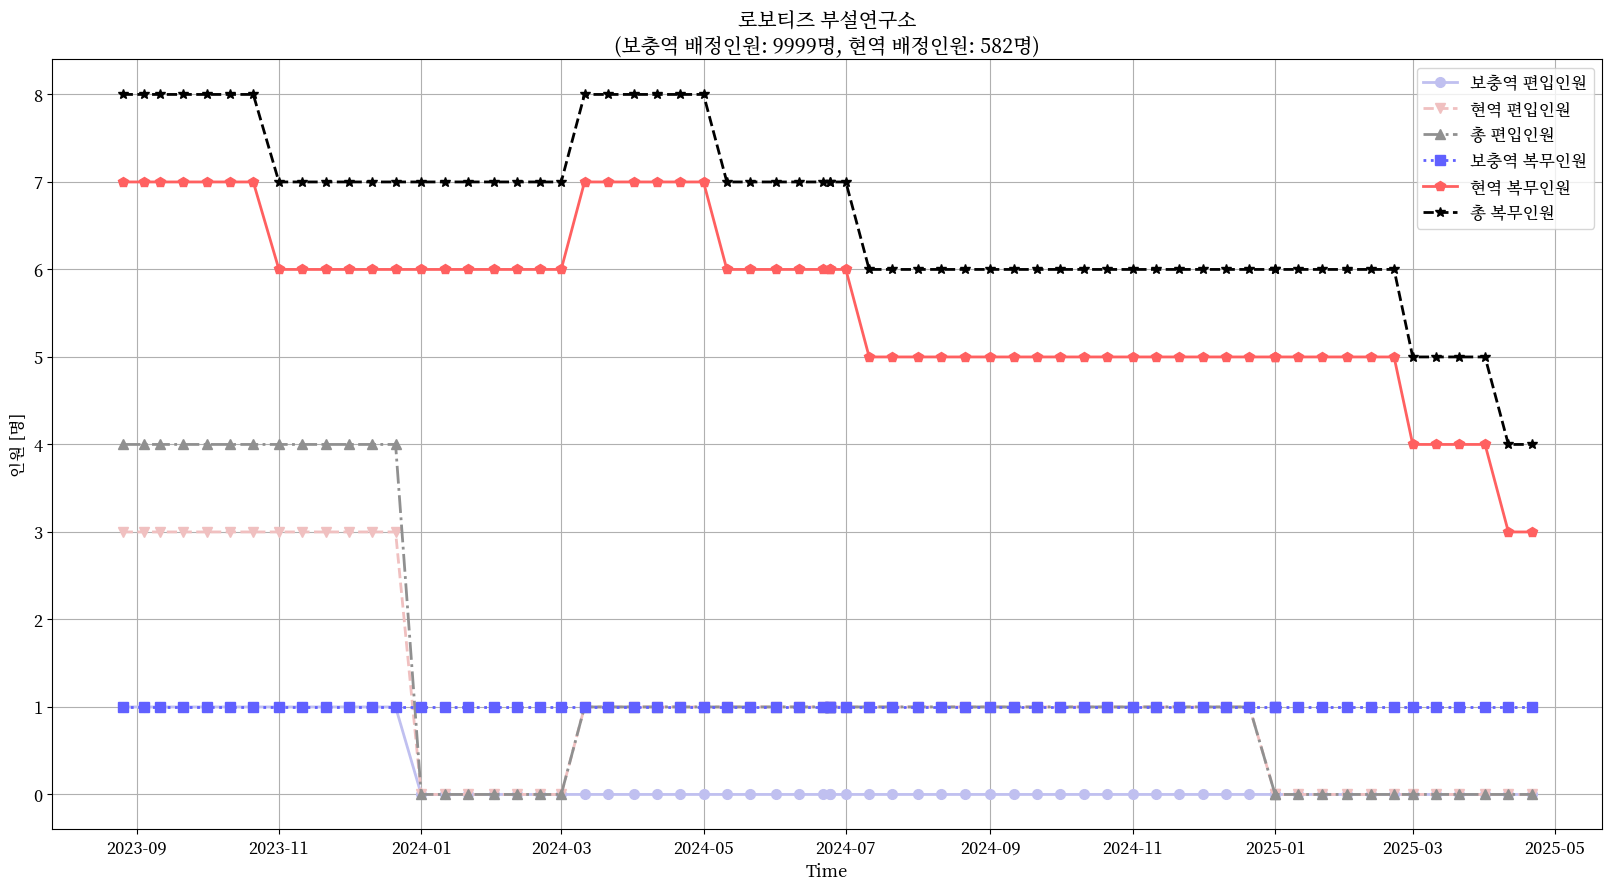 로보티즈 부설연구소
(보충역 배정인원: 9999명, 현역 배정인원: 582명)
보충역 편입인원
현역 편입인원
총 편입인원
보충역 복무인원
현역 복무인원
총 복무인원
인원 [명]
8
7
6
5
4
3
2
1
0
2023-09
2023-11
2024-01
2024-03
2024-05
2024-07
2024-09
2024-11
2025-01
2025-03
2025-05
Time